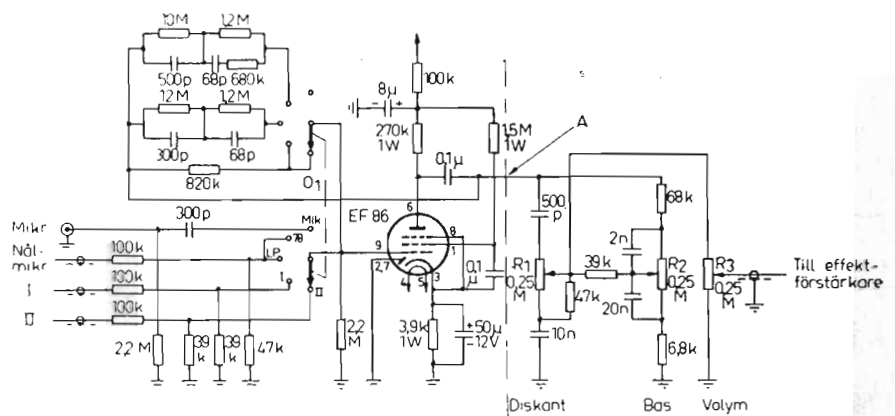 10M
1,2M
500p
68p
680k
12M
1,2M
300p
68p
820k
O1
100k
8µ
- +
270k
1W
1,5M
1W
A
0,1µ
6
EF 86
8
1
9
2,7
3
4
5
0,1
µ
Mikr
300p
Mik
78
Nål-
mikr
100k
LP
I
100k
1
II
100k
II
2,2
M
39
k
39
k
47k
2,2
M
3,9k
1W
+
50µ
-12V
500
p
R1
0,25
M
39k
47k
10n
68k
2n
R2
0,25
M
20n
6,8k
R3
0,25
M
Till effekt-
förstärkare
Diskant
Bas
Volym